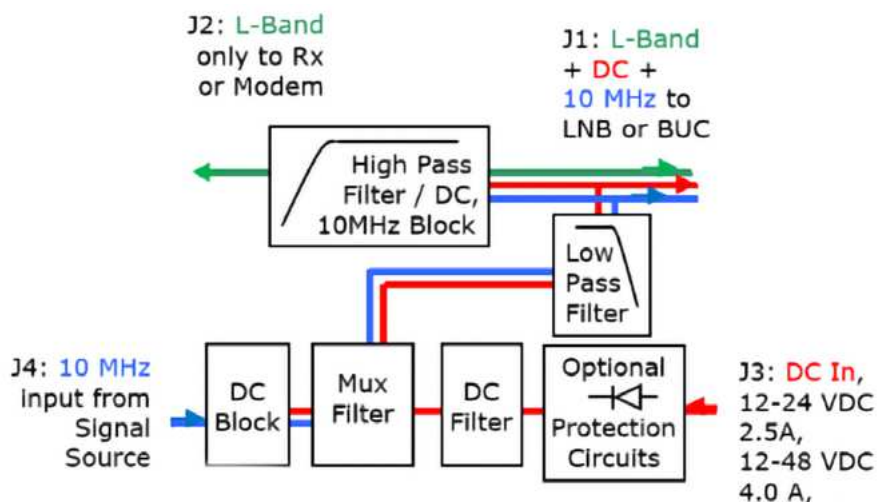 J2: L-Band
only to Rx
or Modem
J1: L-Band
+ DC +
10 MHz to
LNB or BUC
High Pass
Filter / DC,
10MHz Block
Low
Pass
Filter
J4: 10 MHz
input from
Signal
Source
DC
Block
Mux
Filter
DC
Filter
Optional
Protection
Circuits
J3: DC In,
12-24 VDC
2.5A,
12-48 VDC
4.0 A,